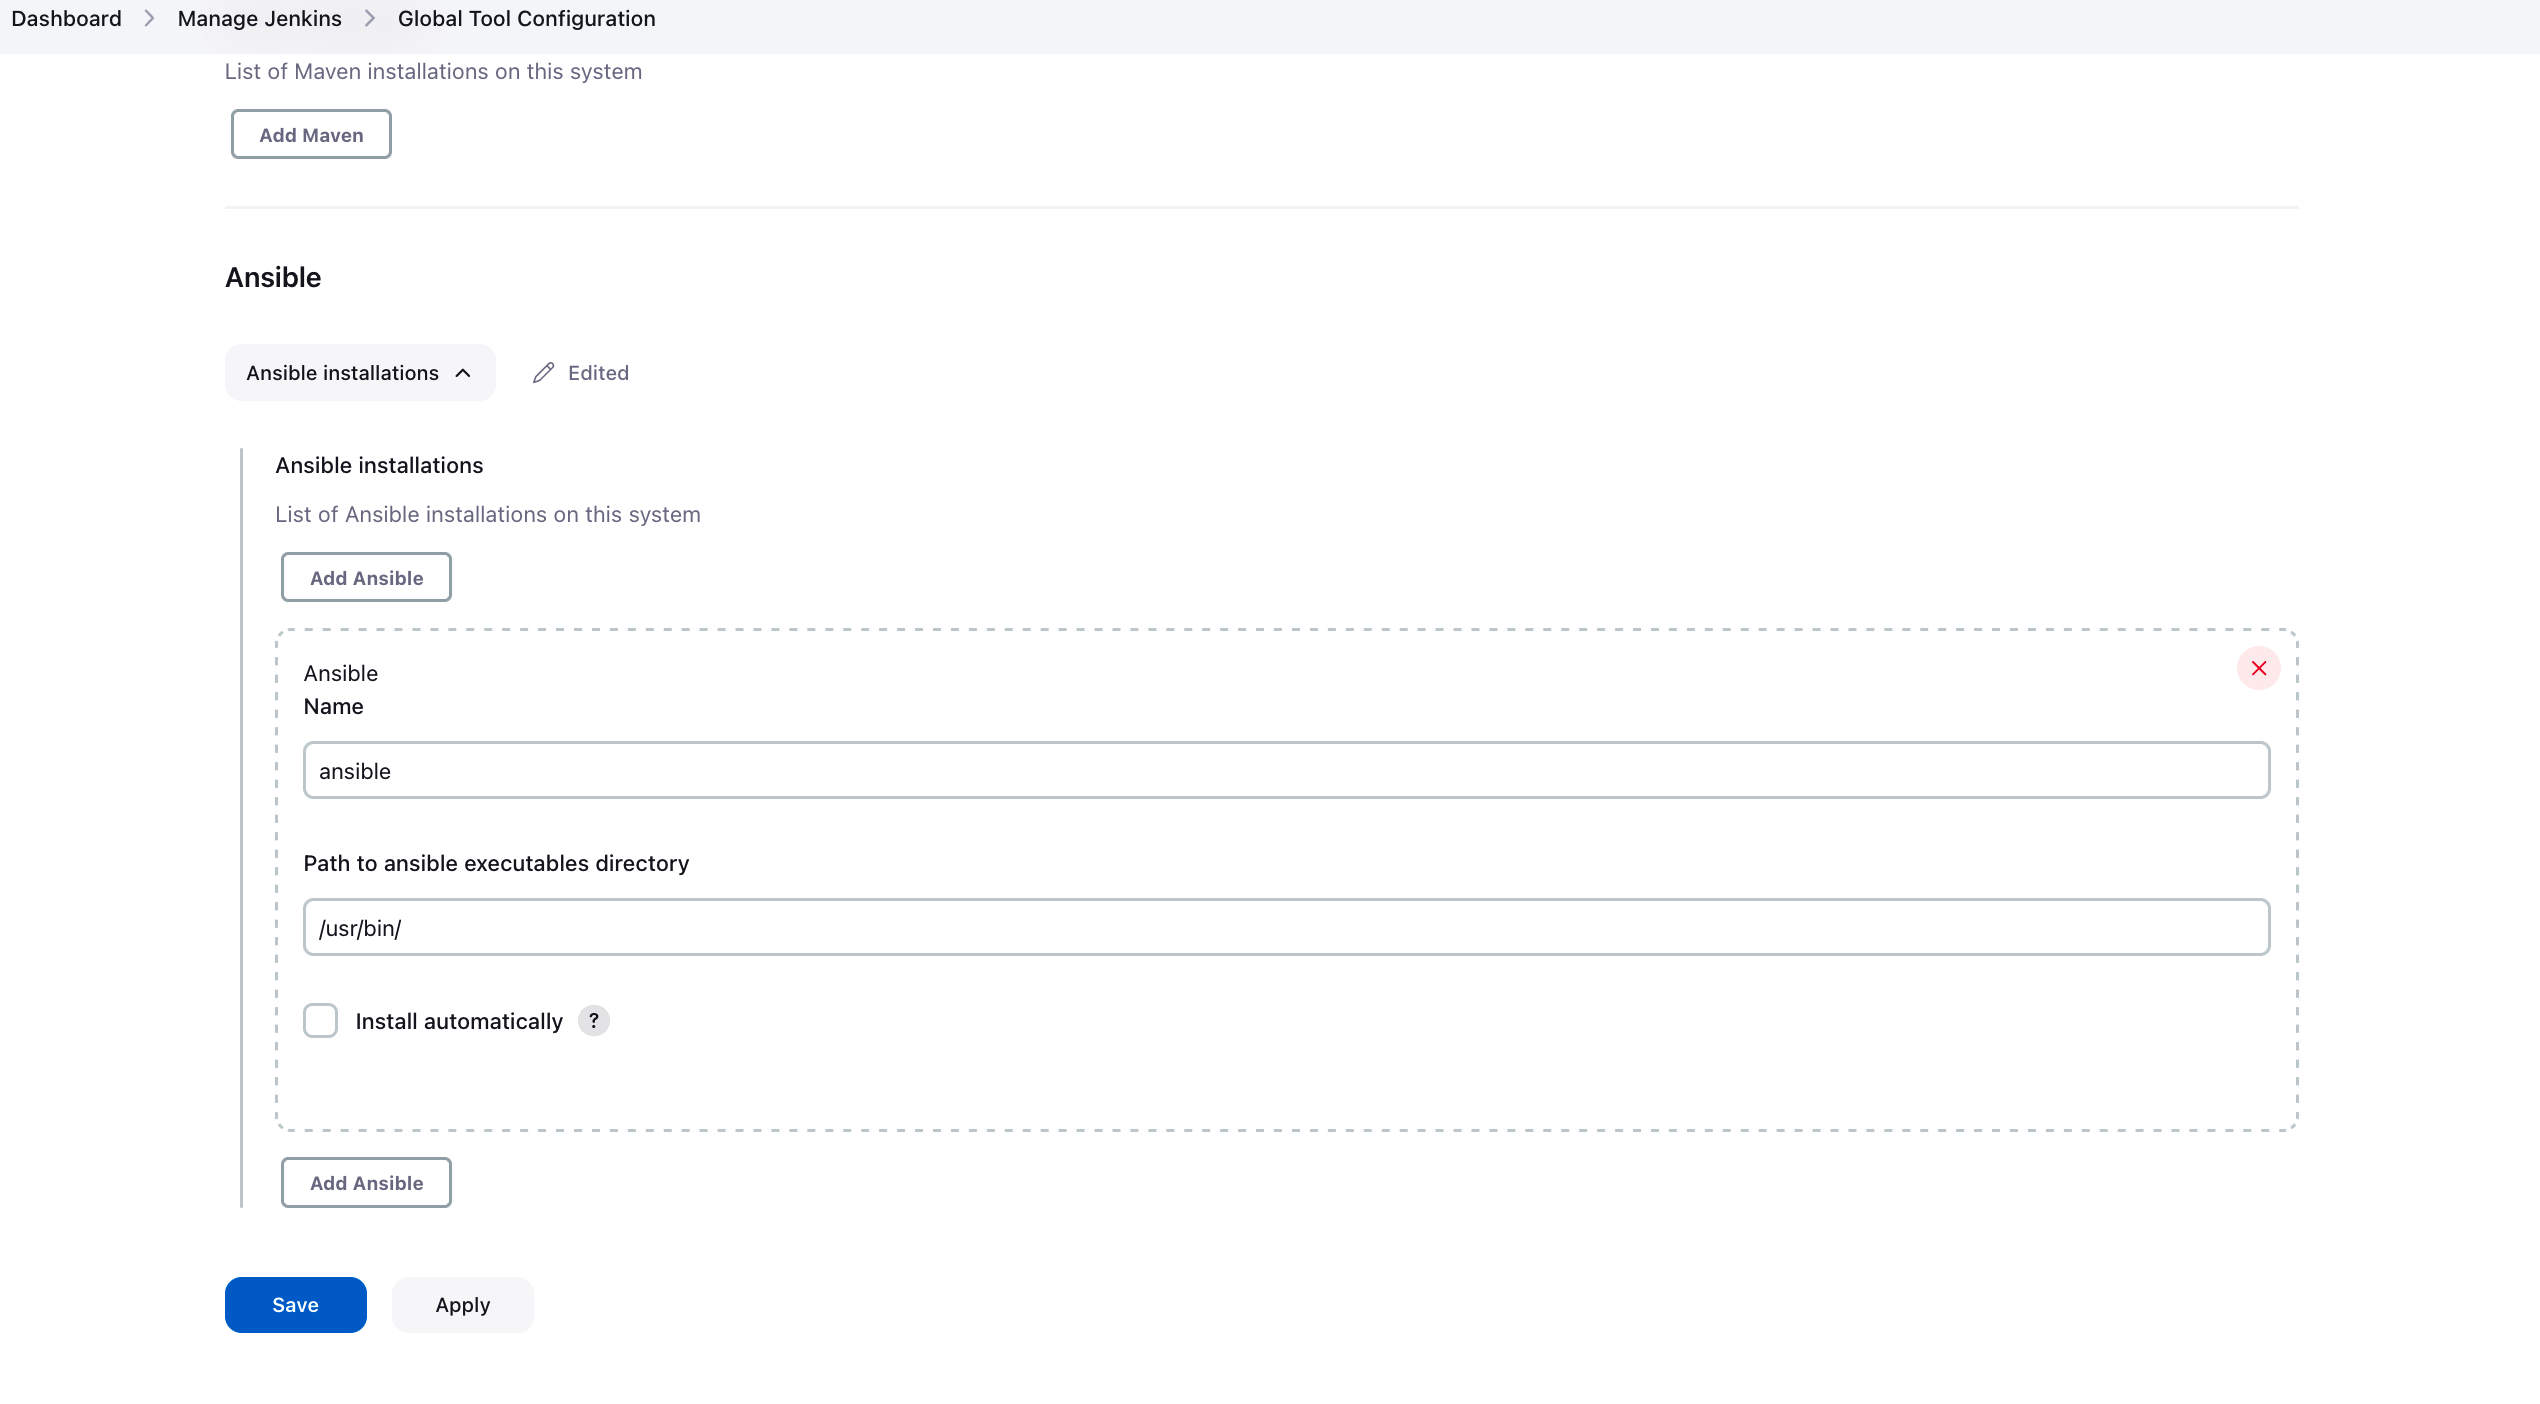 Dashboard > Manage Jenkins > Global Tool Configuration
List of Maven installations on this system
Add Maven
Ansible
Ansible installations Edited
Ansible installations
List of Ansible installations on this system
Add Ansible
Ansible
Name
ansible
Path to ansible executables directory
/usr/bin/
Install automatically ?
Add Ansible
Save Apply